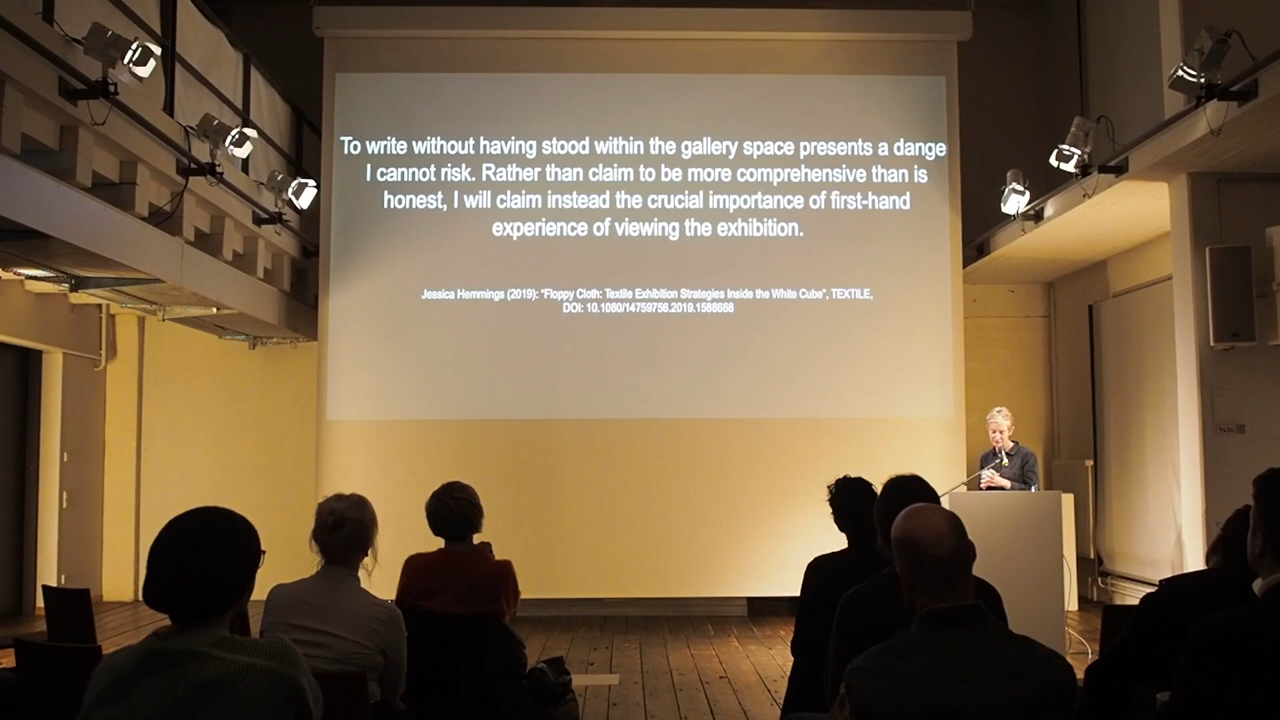 To write without having stood within the gallery space presents a dange
I cannot risk. Rather than claim to be more comprehensive than is
honest, I will claim instead the crucial importance of first-hand
experience of viewing the exhibition.
Jessica Hemmings (2019): "Floppy Cloth: Textile Exhibition Strategies Inside the White Cube", TEXTILE,
DOI: 10.1080/14759756.2019.1588688